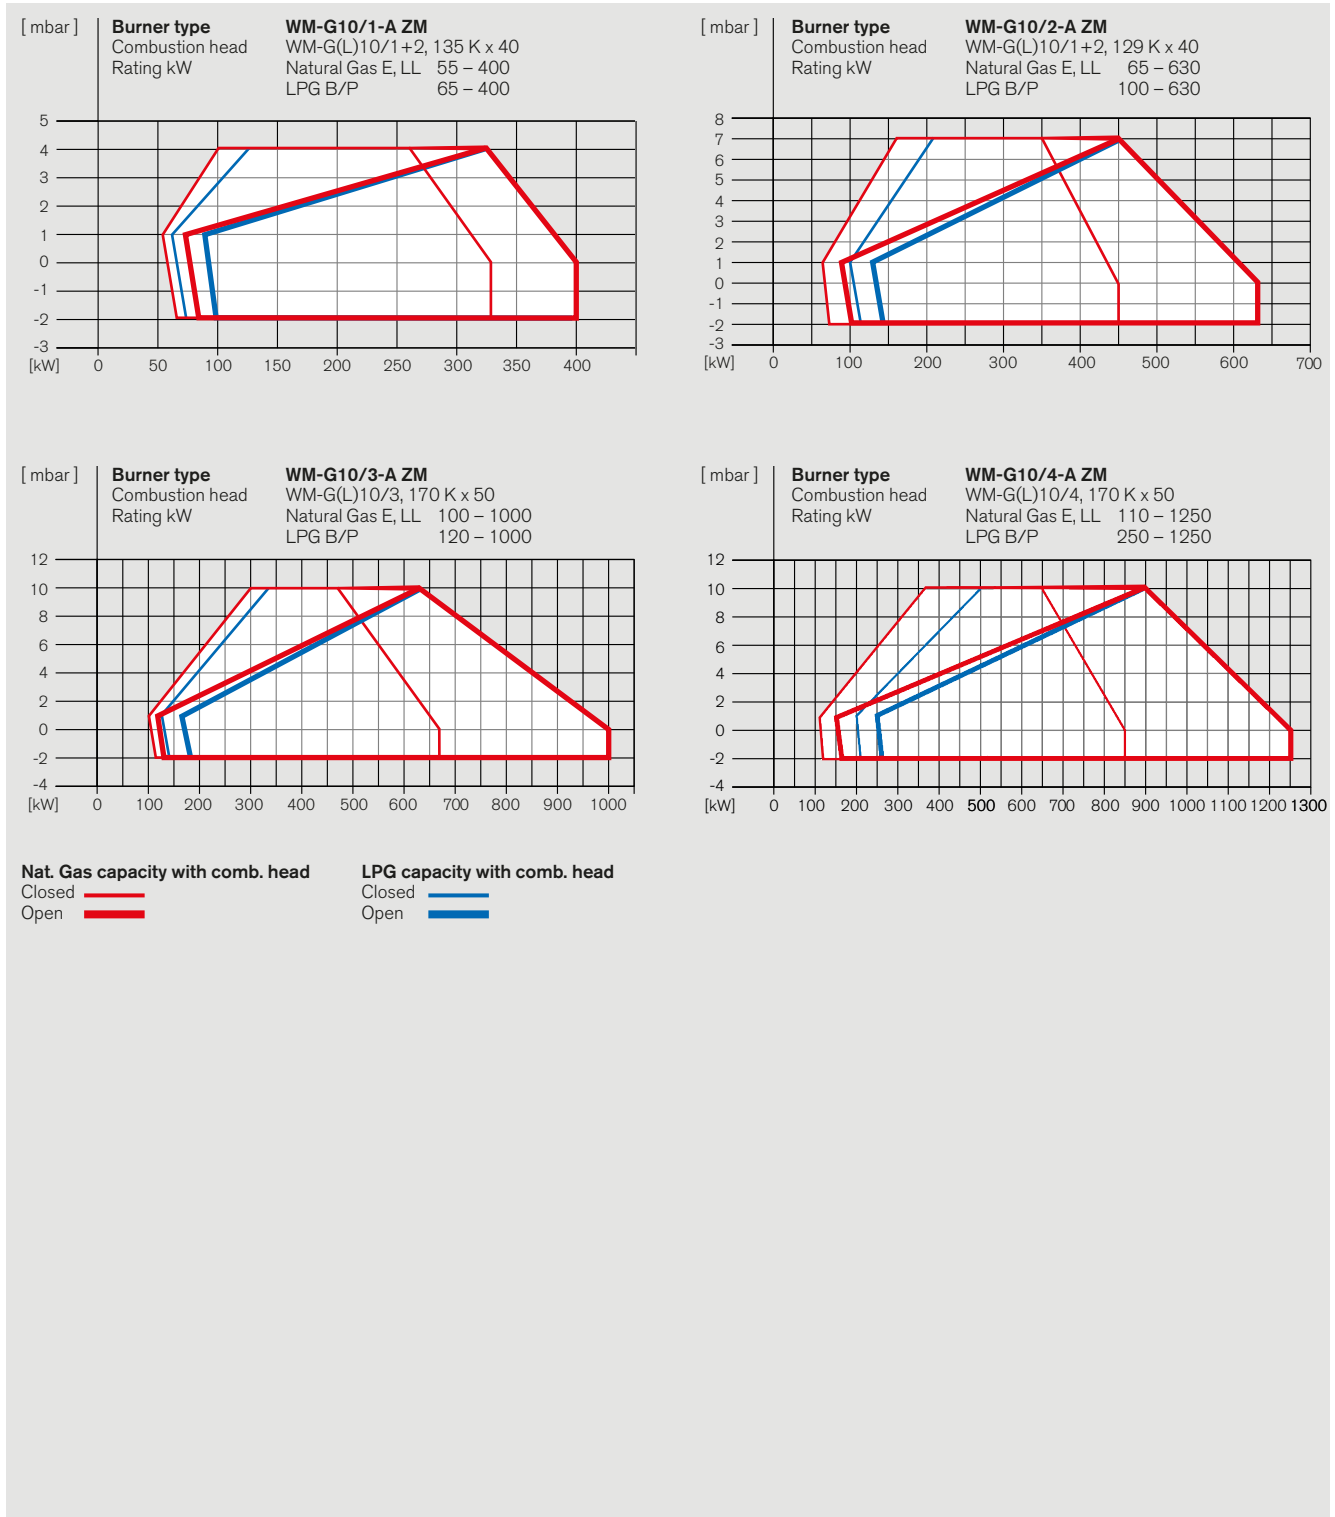 [ mbar ] Burner type WM-G10/1-A ZM
Combustion head WM-G(L)10/1+2, 135 K x 40
Rating kW Natural Gas E, LL 55 – 400
LPG B/P 65 – 400
5
4
3
2
1
0
-1
-2
-3
[kW] 0 50 100 150 200 250 300 350 400
[ mbar ] Burner type WM-G10/2-A ZM
Combustion head WM-G(L)10/1+2, 129 K x 40
Rating kW Natural Gas E, LL 65 – 630
LPG B/P 100 – 630
8
7
6
5
4
3
2
1
0
-1
-2
-3
[kW] 0 100 200 300 400 500 600 700
[ mbar ] Burner type WM-G10/3-A ZM
Combustion head WM-G(L)10/3, 170 K x 50
Rating kW Natural Gas E, LL 100 – 1000
LPG B/P 120 – 1000
12
10
8
6
4
2
0
-2
-4
[kW] 0 100 200 300 400 500 600 700 800 900 1000
[ mbar ] Burner type WM-G10/4-A ZM
Combustion head WM-G(L)10/4, 170 K x 50
Rating kW Natural Gas E, LL 110 – 1250
LPG B/P 250 – 1250
12
10
8
6
4
2
0
-2
-4
[kW] 0 100 200 300 400 500 600 700 800 900 1000 1100 1200 1300
Nat. Gas capacity with comb. head
Closed
Open
LPG capacity with comb. head
Closed
Open